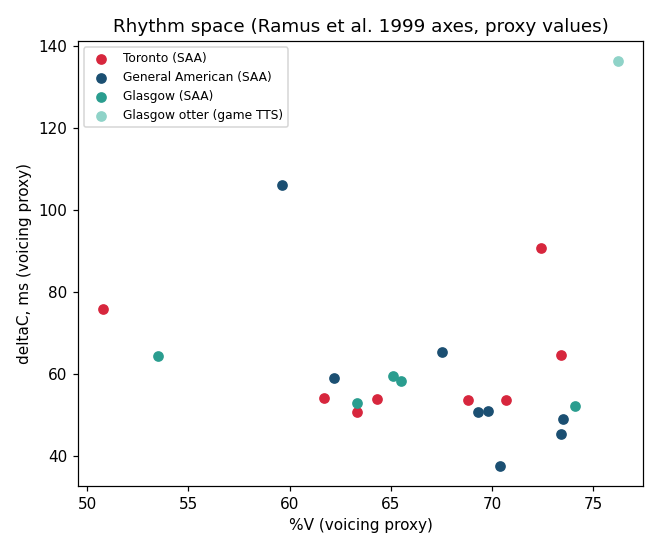 Rhythm space (Ramus et al. 1999 axes, proxy values)
Toronto (SAA)
General American (SAA)
Glasgow (SAA)
Glasgow otter (game TTS)
deltaC, ms (voicing proxy)
140
120
100
80
60
40
50 55 60 65 70 75
%V (voicing proxy)